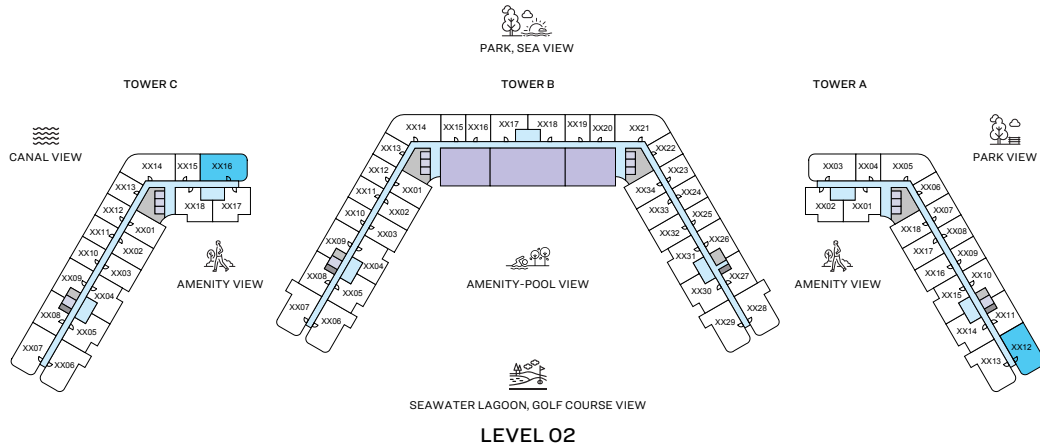 PARK, SEA VIEW
TOWER C
TOWER B
TOWER A
CANAL VIEW
PARK VIEW
XX14
XX15
XX16
XX13
XX12
XX11
XX10
XX09
XX08
XX07
XX18
XX17
XX01
XX02
XX03
XX04
XX05
XX06
AMENITY VIEW
XX14
XX15
XX16
XX17
XX18
XX19
XX20
XX21
XX13
XX12
XX11
XX10
XX09
XX08
XX07
XX01
XX02
XX03
XX04
XX05
XX06
XX22
XX23
XX24
XX25
XX26
XX27
XX28
XX34
XX33
XX32
XX31
XX30
XX29
AMENITY-POOL VIEW
XX03
XX04
XX05
XX02
XX01
XX06
XX07
XX08
XX09
XX10
XX11
XX12
XX18
XX17
XX16
XX15
XX14
XX13
AMENITY VIEW
SEAWATER LAGOON, GOLF COURSE VIEW
LEVEL 02